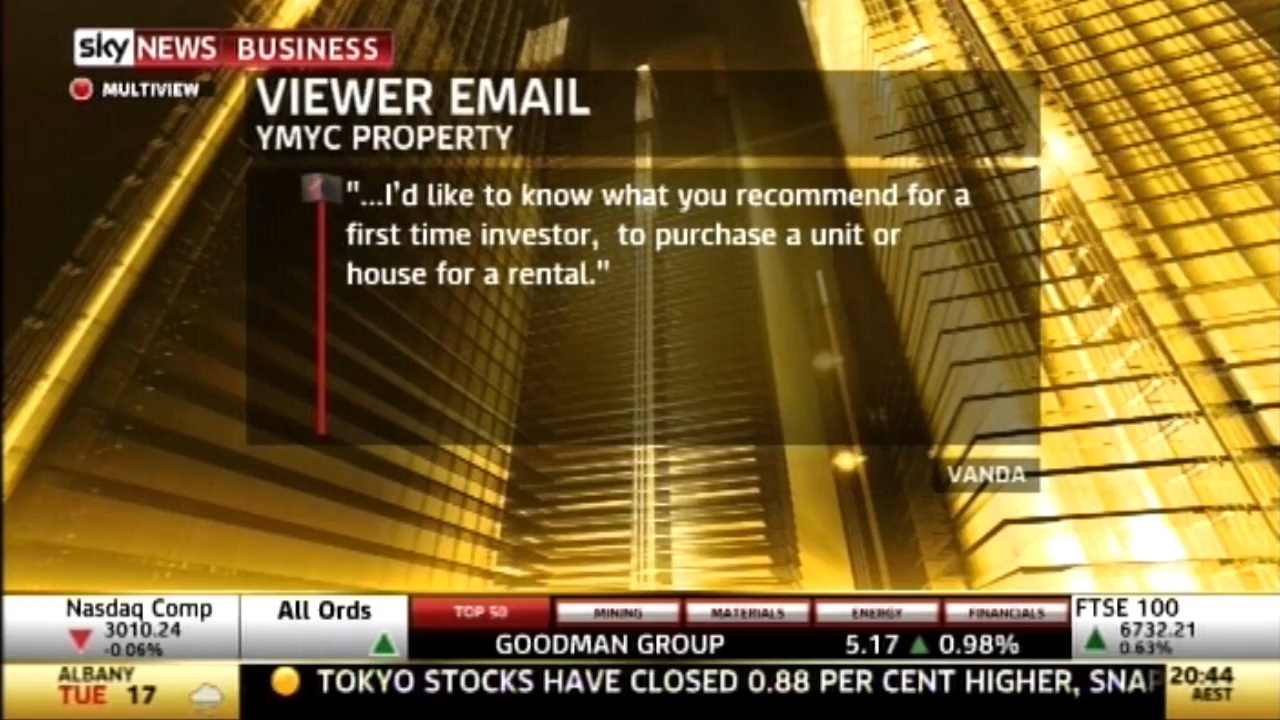 sky NEWS BUSINESS
MULTIVIEW
VIEWER EMAIL
YMYC PROPERTY
"...I'd like to know what you recommend for a
first time investor, to purchase a unit or
house for a rental."
VANDA
Nasdaq Comp
3010.24
-0.06%
All Ords
TOP 50 MINING MATERIALS ENERGY FINANCIALS
GOODMAN GROUP 5.17 0.98%
FTSE 100
6732.21
0.63%
ALBANY
TUE 17
TOKYO STOCKS HAVE CLOSED 0.88 PER CENT HIGHER, SNAP
20:44
AEST